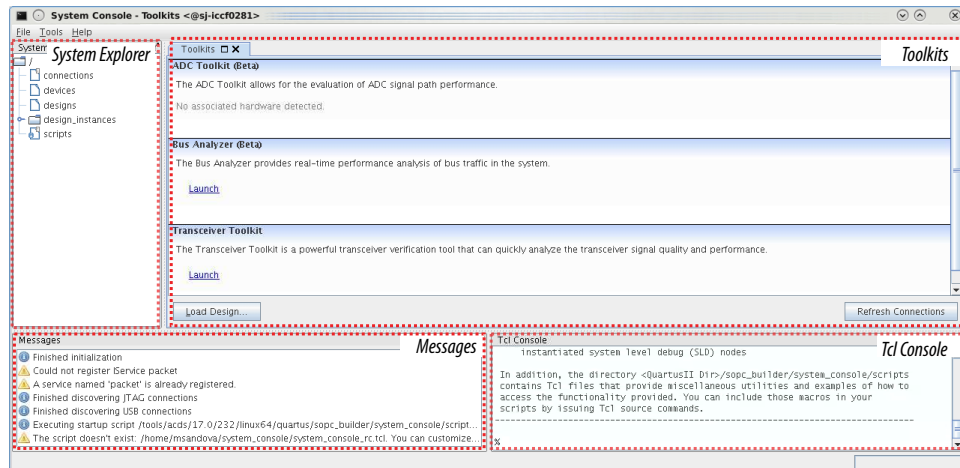 System Console - Toolkits <@sj-iccf0281>
File Tools Help
System Explorer
/
connections
devices
designs
design_instances
scripts
Toolkits
Toolkits
ADC Toolkit (Beta)
The ADC Toolkit allows for the evaluation of ADC signal path performance.
No associated hardware detected.
Bus Analyzer (Beta)
The Bus Analyzer provides real-time performance analysis of bus traffic in the system.
Launch
Transceiver Toolkit
The Transceiver Toolkit is a powerful transceiver verification tool that can quickly analyze the transceiver signal quality and performance.
Launch
Load Design...
Refresh Connections
Messages
Messages
Finished initialization
Could not register IService packet
A service named 'packet' is already registered.
Finished discovering JTAG connections
Finished discovering USB connections
Executing startup script /tools/acds/17.0/232/linux64/quartus/sopc_builder/system_console/script...
The script doesn't exist: /home/msandova/system_console/system_console_rc.tcl. You can customize...
Tcl Console
Tcl Console
instantiated system level debug (SLD) nodes
In addition, the directory <QuartusII Dir>/sopc_builder/system_console/scripts
contains Tcl files that provide miscellaneous utilities and examples of how to
access the functionality provided. You can include those macros in your
scripts by issuing Tcl source commands.
-----------------------------------------------------------------------
%